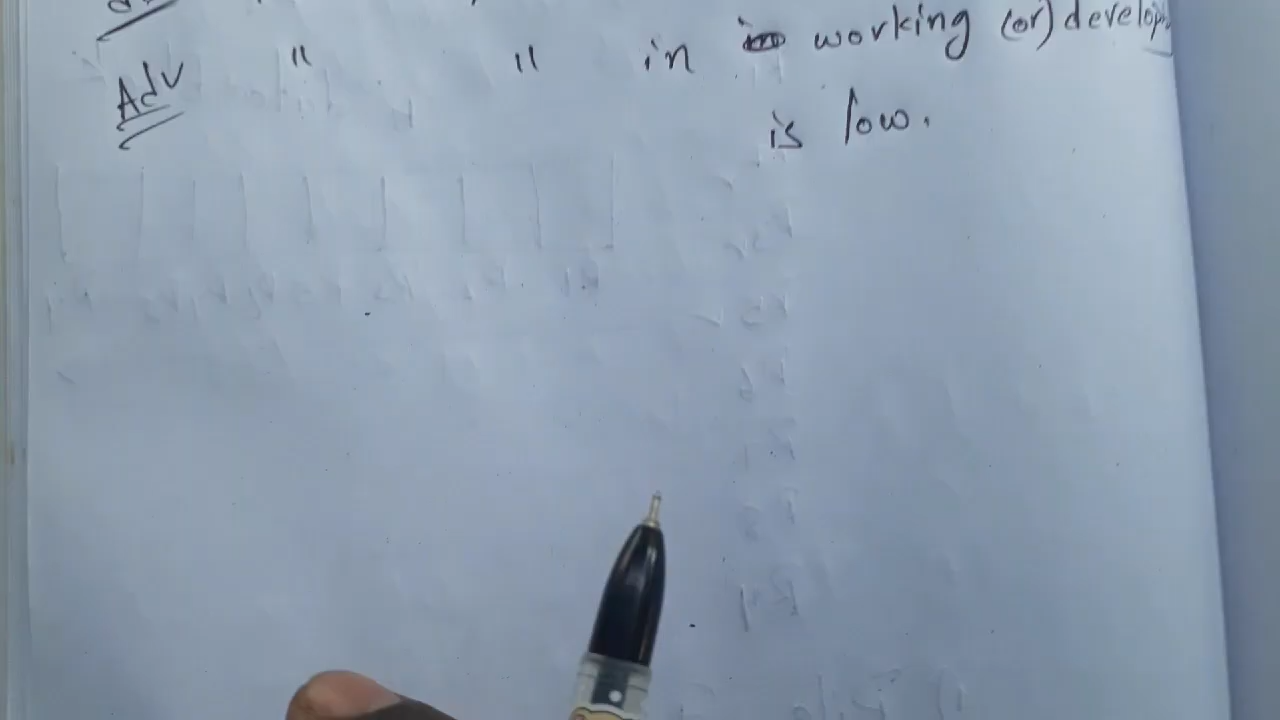 Adv " " in working (or) develop
is low.